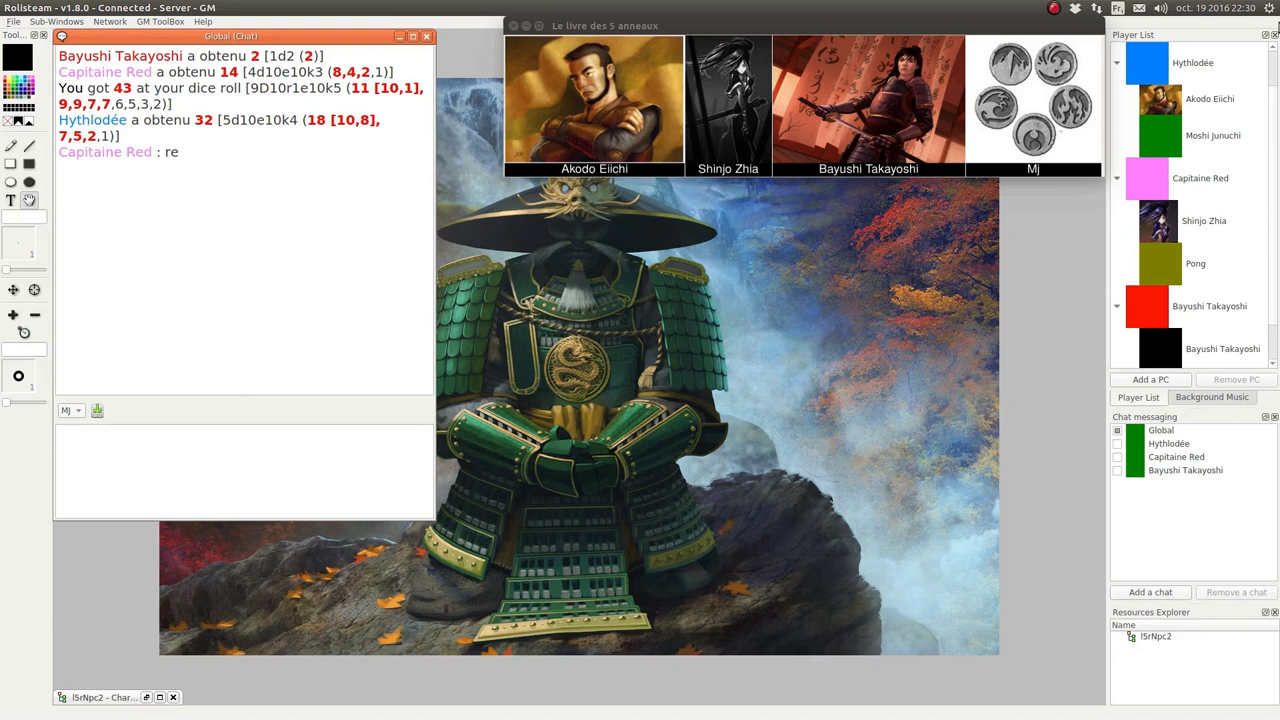 Rolisteam - v1.8.0 - Connected - Server - GM
Fr
oct. 19 2016 22:30
File Sub-Windows Network GM ToolBox Help
Tool...
T
1
1
Global (Chat)
Bayushi Takayoshi a obtenu 2 [1d2 (2)]
Capitaine Red a obtenu 14 [4d10e10k3 (8,4,2,1)]
You got 43 at your dice roll [9D10r1e10k5 (11 [10,1],
9,9,7,7,6,5,3,2)]
Hythlodée a obtenu 32 [5d10e10k4 (18 [10,8],
7,5,2,1)]
Capitaine Red : re
MJ
Le livre des 5 anneaux
Akodo Eiichi
Shinjo Zhia
Bayushi Takayoshi
Mj
l5rNpc2 - Char...
Player List
Hythlodée
Akodo Eiichi
Moshi Junuchi
Capitaine Red
Shinjo Zhia
Pong
Bayushi Takayoshi
Bayushi Takayoshi
Add a PC
Remove PC
Player List
Background Music
Chat messaging
Global
Hythlodée
Capitaine Red
Bayushi Takayoshi
Add a chat
Remove a chat
Resources Explorer
Name
l5rNpc2